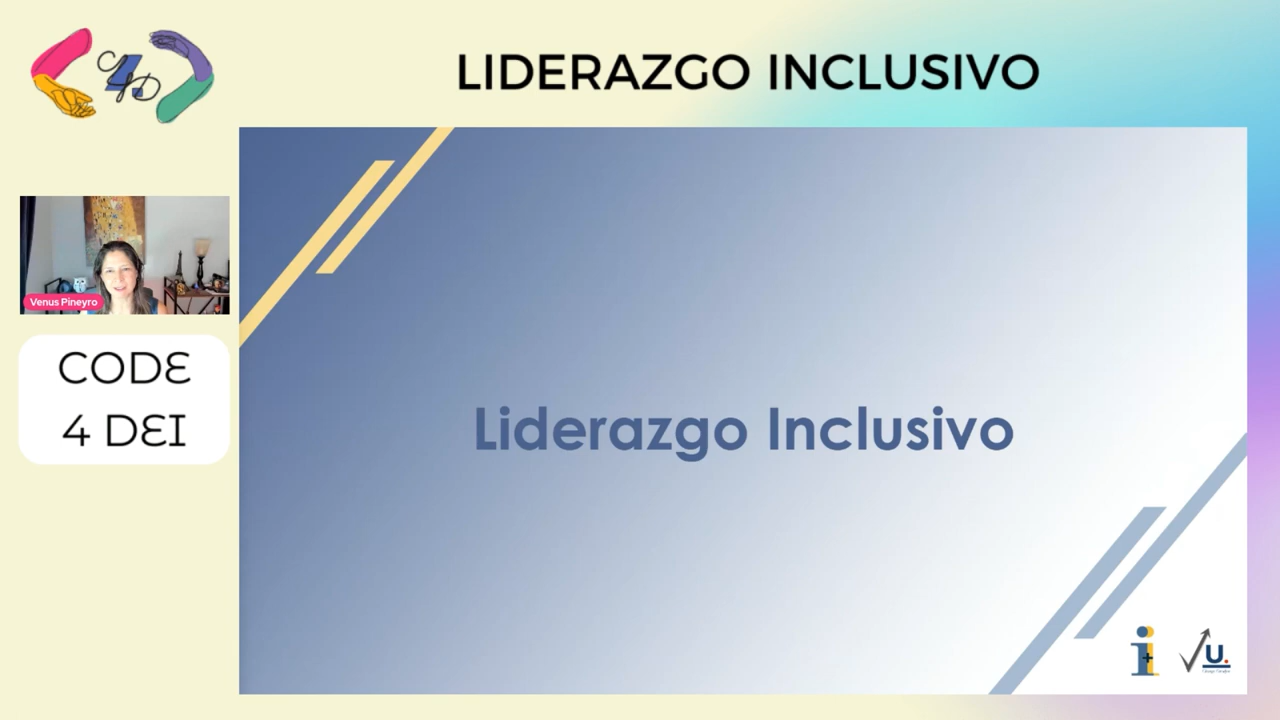 LIDERAZGO INCLUSIVO
Venus Pineyro
CODE
4 DEI
Liderazgo Inclusivo
i+
U.